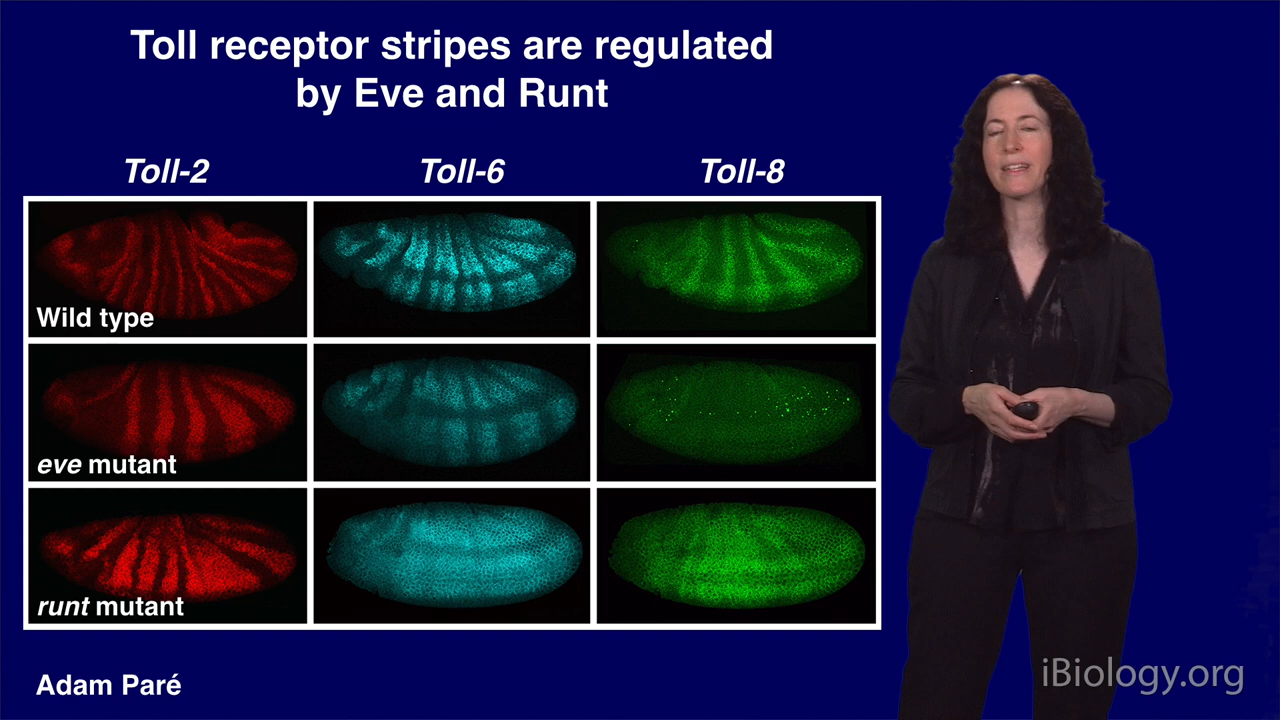 Toll receptor stripes are regulated
by Eve and Runt
Toll-2
Toll-6
Toll-8
Wild type
eve mutant
runt mutant
Adam Paré
iBiology.org